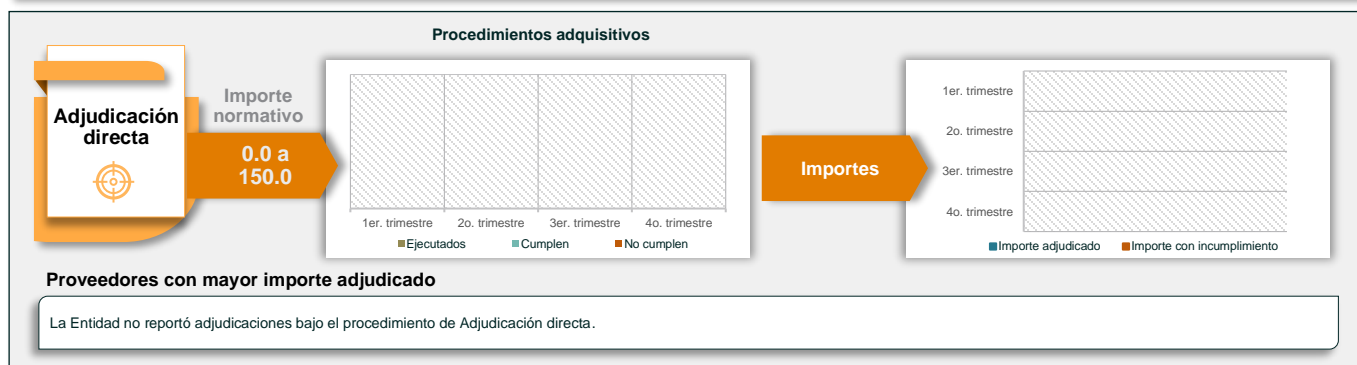 Procedimientos adquisitivos
Adjudicación
directa
Importe
normativo
0.0 a
150.0
1er. trimestre
2o. trimestre
3er. trimestre
4o. trimestre
Ejecutados
Cumplen
No cumplen
Importes
1er. trimestre
2o. trimestre
3er. trimestre
4o. trimestre
Importe adjudicado
Importe con incumplimiento
Proveedores con mayor importe adjudicado
La Entidad no reportó adjudicaciones bajo el procedimiento de Adjudicación directa.